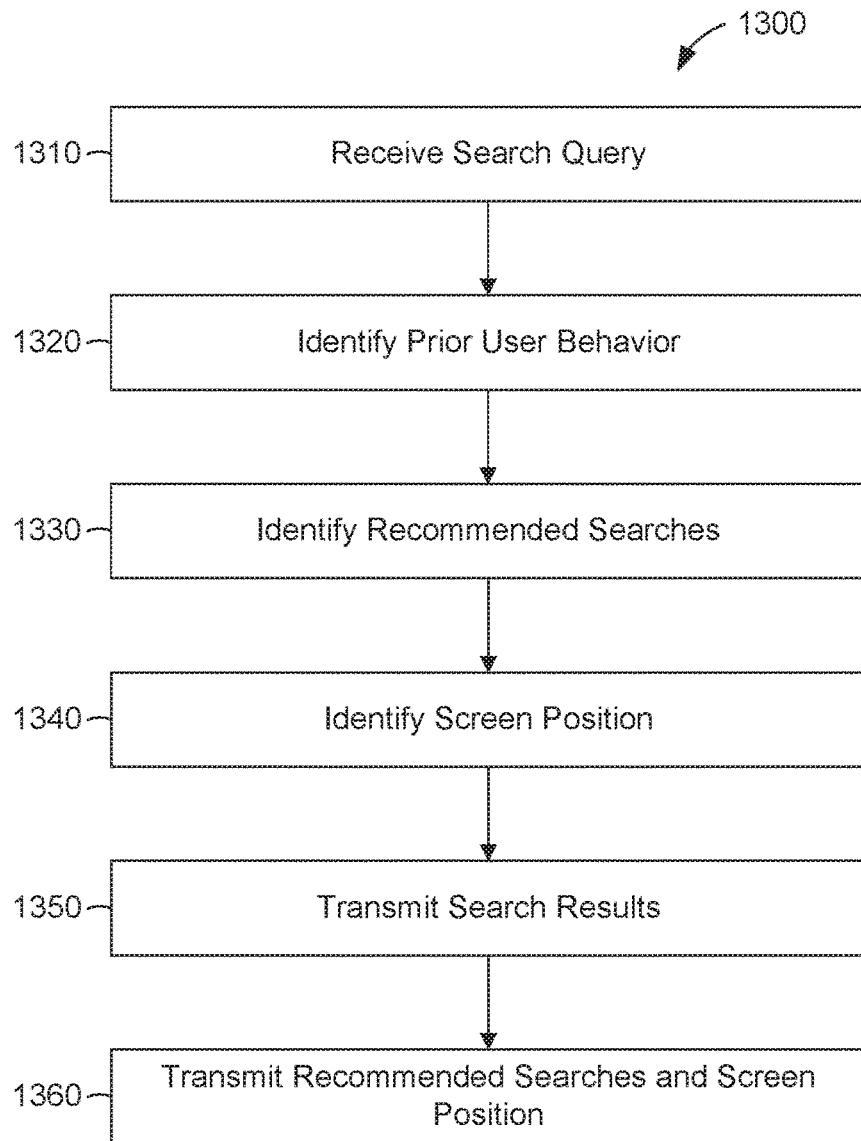 1300
1310
Receive Search Query
1320
Identify Prior User Behavior
1330
Identify Recommended Searches
1340
Identify Screen Position
1350
Transmit Search Results
1360
Transmit Recommended Searches and Screen
Position